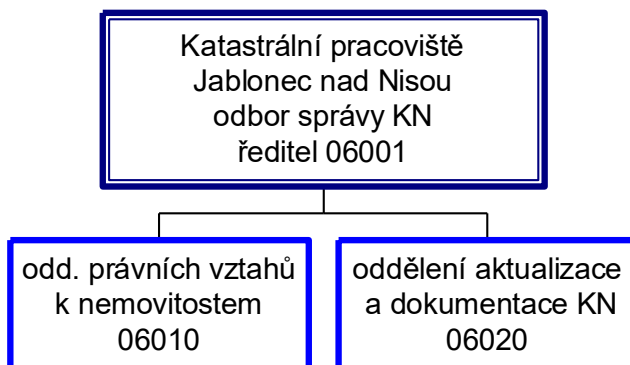 Katastrální pracoviště
Jablonec nad Nisou
odbor správy KN
ředitel 06001
odd. právních vztahů
k nemovitostem
06010
oddělení aktualizace
a dokumentace KN
06020